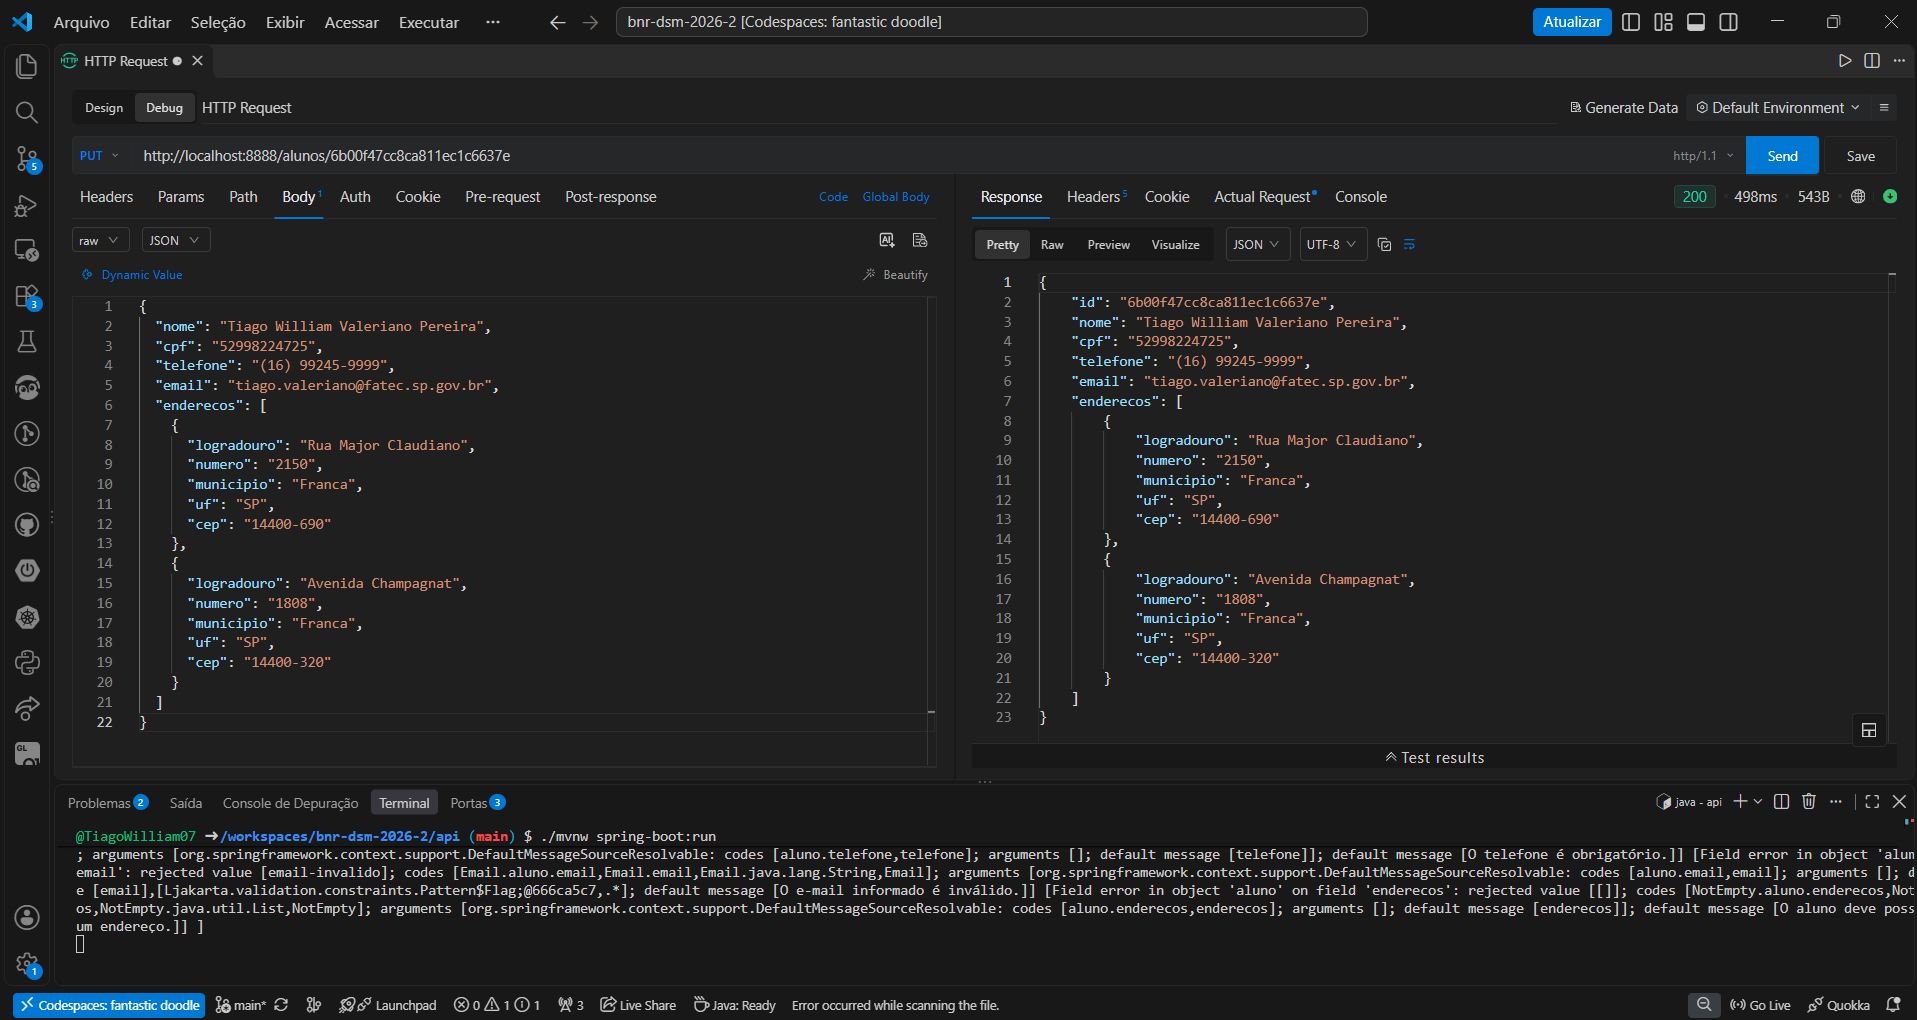 Arquivo Editar Seleção Exibir Acessar Executar ··· bnr-dsm-2026-2 [Codespaces: fantastic doodle] Atualizar
HTTP Request
Design Debug HTTP Request Generate Data Default Environment
PUT http://localhost:8888/alunos/6b00f47cc8ca811ec1c6637e http/1.1 Send Save
Headers Params Path Body 1 Auth Cookie Pre-request Post-response Code Global Body
raw JSON
Dynamic Value Beautify
1 {
2 "nome": "Tiago William Valeriano Pereira",
3 "cpf": "52998224725",
4 "telefone": "(16) 99245-9999",
5 "email": "tiago.valeriano@fatec.sp.gov.br",
6 "enderecos": [
7 {
8 "logradouro": "Rua Major Claudiano",
9 "numero": "2150",
10 "municipio": "Franca",
11 "uf": "SP",
12 "cep": "14400-690"
13 },
14 {
15 "logradouro": "Avenida Champagnat",
16 "numero": "1808",
17 "municipio": "Franca",
18 "uf": "SP",
19 "cep": "14400-320"
20 }
21 ]
22 }
Response Headers 5 Cookie Actual Request Console 200 498ms 543B
Pretty Raw Preview Visualize JSON UTF-8
1 {
2 "id": "6b00f47cc8ca811ec1c6637e",
3 "nome": "Tiago William Valeriano Pereira",
4 "cpf": "52998224725",
5 "telefone": "(16) 99245-9999",
6 "email": "tiago.valeriano@fatec.sp.gov.br",
7 "enderecos": [
8 {
9 "logradouro": "Rua Major Claudiano",
10 "numero": "2150",
11 "municipio": "Franca",
12 "uf": "SP",
13 "cep": "14400-690"
14 },
15 {
16 "logradouro": "Avenida Champagnat",
17 "numero": "1808",
18 "municipio": "Franca",
19 "uf": "SP",
20 "cep": "14400-320"
21 }
22 ]
23 }
Test results
Problemas 2 Saída Console de Depuração Terminal Portas 3 java - api
@TiagoWilliam07 ➜/workspaces/bnr-dsm-2026-2/api (main) $ ./mvnw spring-boot:run
; arguments [org.springframework.context.support.DefaultMessageSourceResolvable: codes [aluno.telefone,telefone]; arguments []; default message [telefone]]; default message [O telefone é obrigatório.]] [Field error in object 'alun
email': rejected value [email-invalido]; codes [Email.aluno.email,Email.email,Email.java.lang.String,Email]; arguments [org.springframework.context.support.DefaultMessageSourceResolvable: codes [aluno.email,email]; arguments []; d
e [email],[Ljakarta.validation.constraints.Pattern$Flag;@666ca5c7,.*]; default message [O e-mail informado é inválido.]] [Field error in object 'aluno' on field 'enderecos': rejected value [[]]; codes [NotEmpty.aluno.enderecos,Not
os,NotEmpty.java.util.List,NotEmpty]; arguments [org.springframework.context.support.DefaultMessageSourceResolvable: codes [aluno.enderecos,enderecos]; arguments []; default message [enderecos]]; default message [O aluno deve poss
um endereço.]] ]
5
3
GL
1
Codespaces: fantastic doodle main* Launchpad 0 1 1 3 Live Share Java: Ready Error occurred while scanning the file. Go Live Quokka